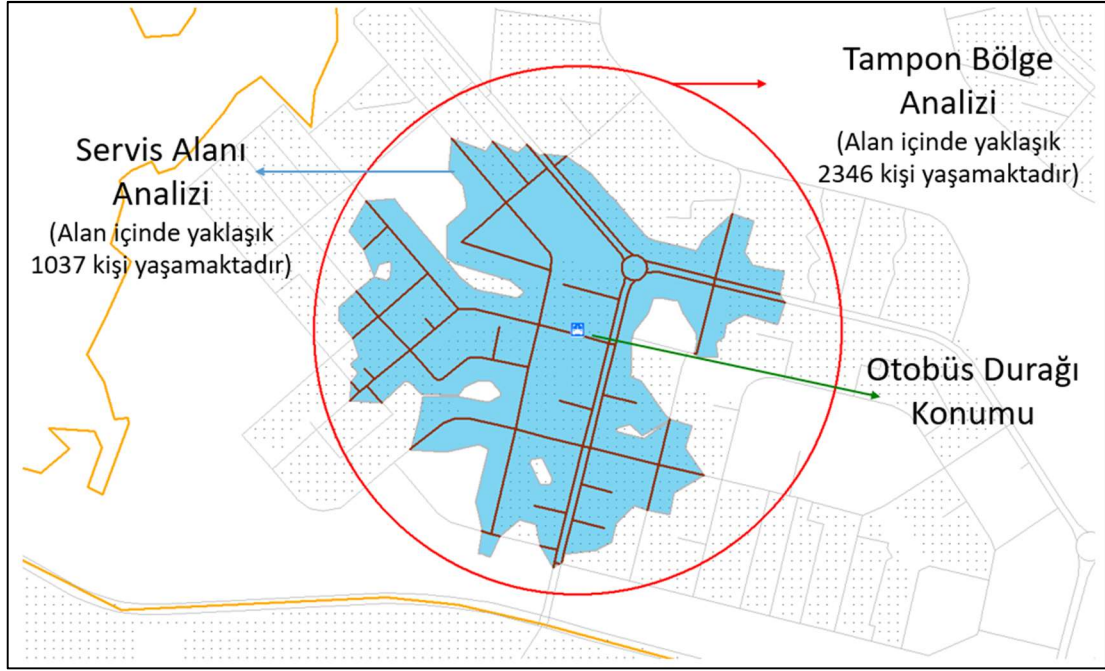 Servis Alanı
Analizi
(Alan içinde yaklaşık
1037 kişi yaşamaktadır)
Tampon Bölge
Analizi
(Alan içinde yaklaşık
2346 kişi yaşamaktadır)
Otobüs Durağı
Konumu